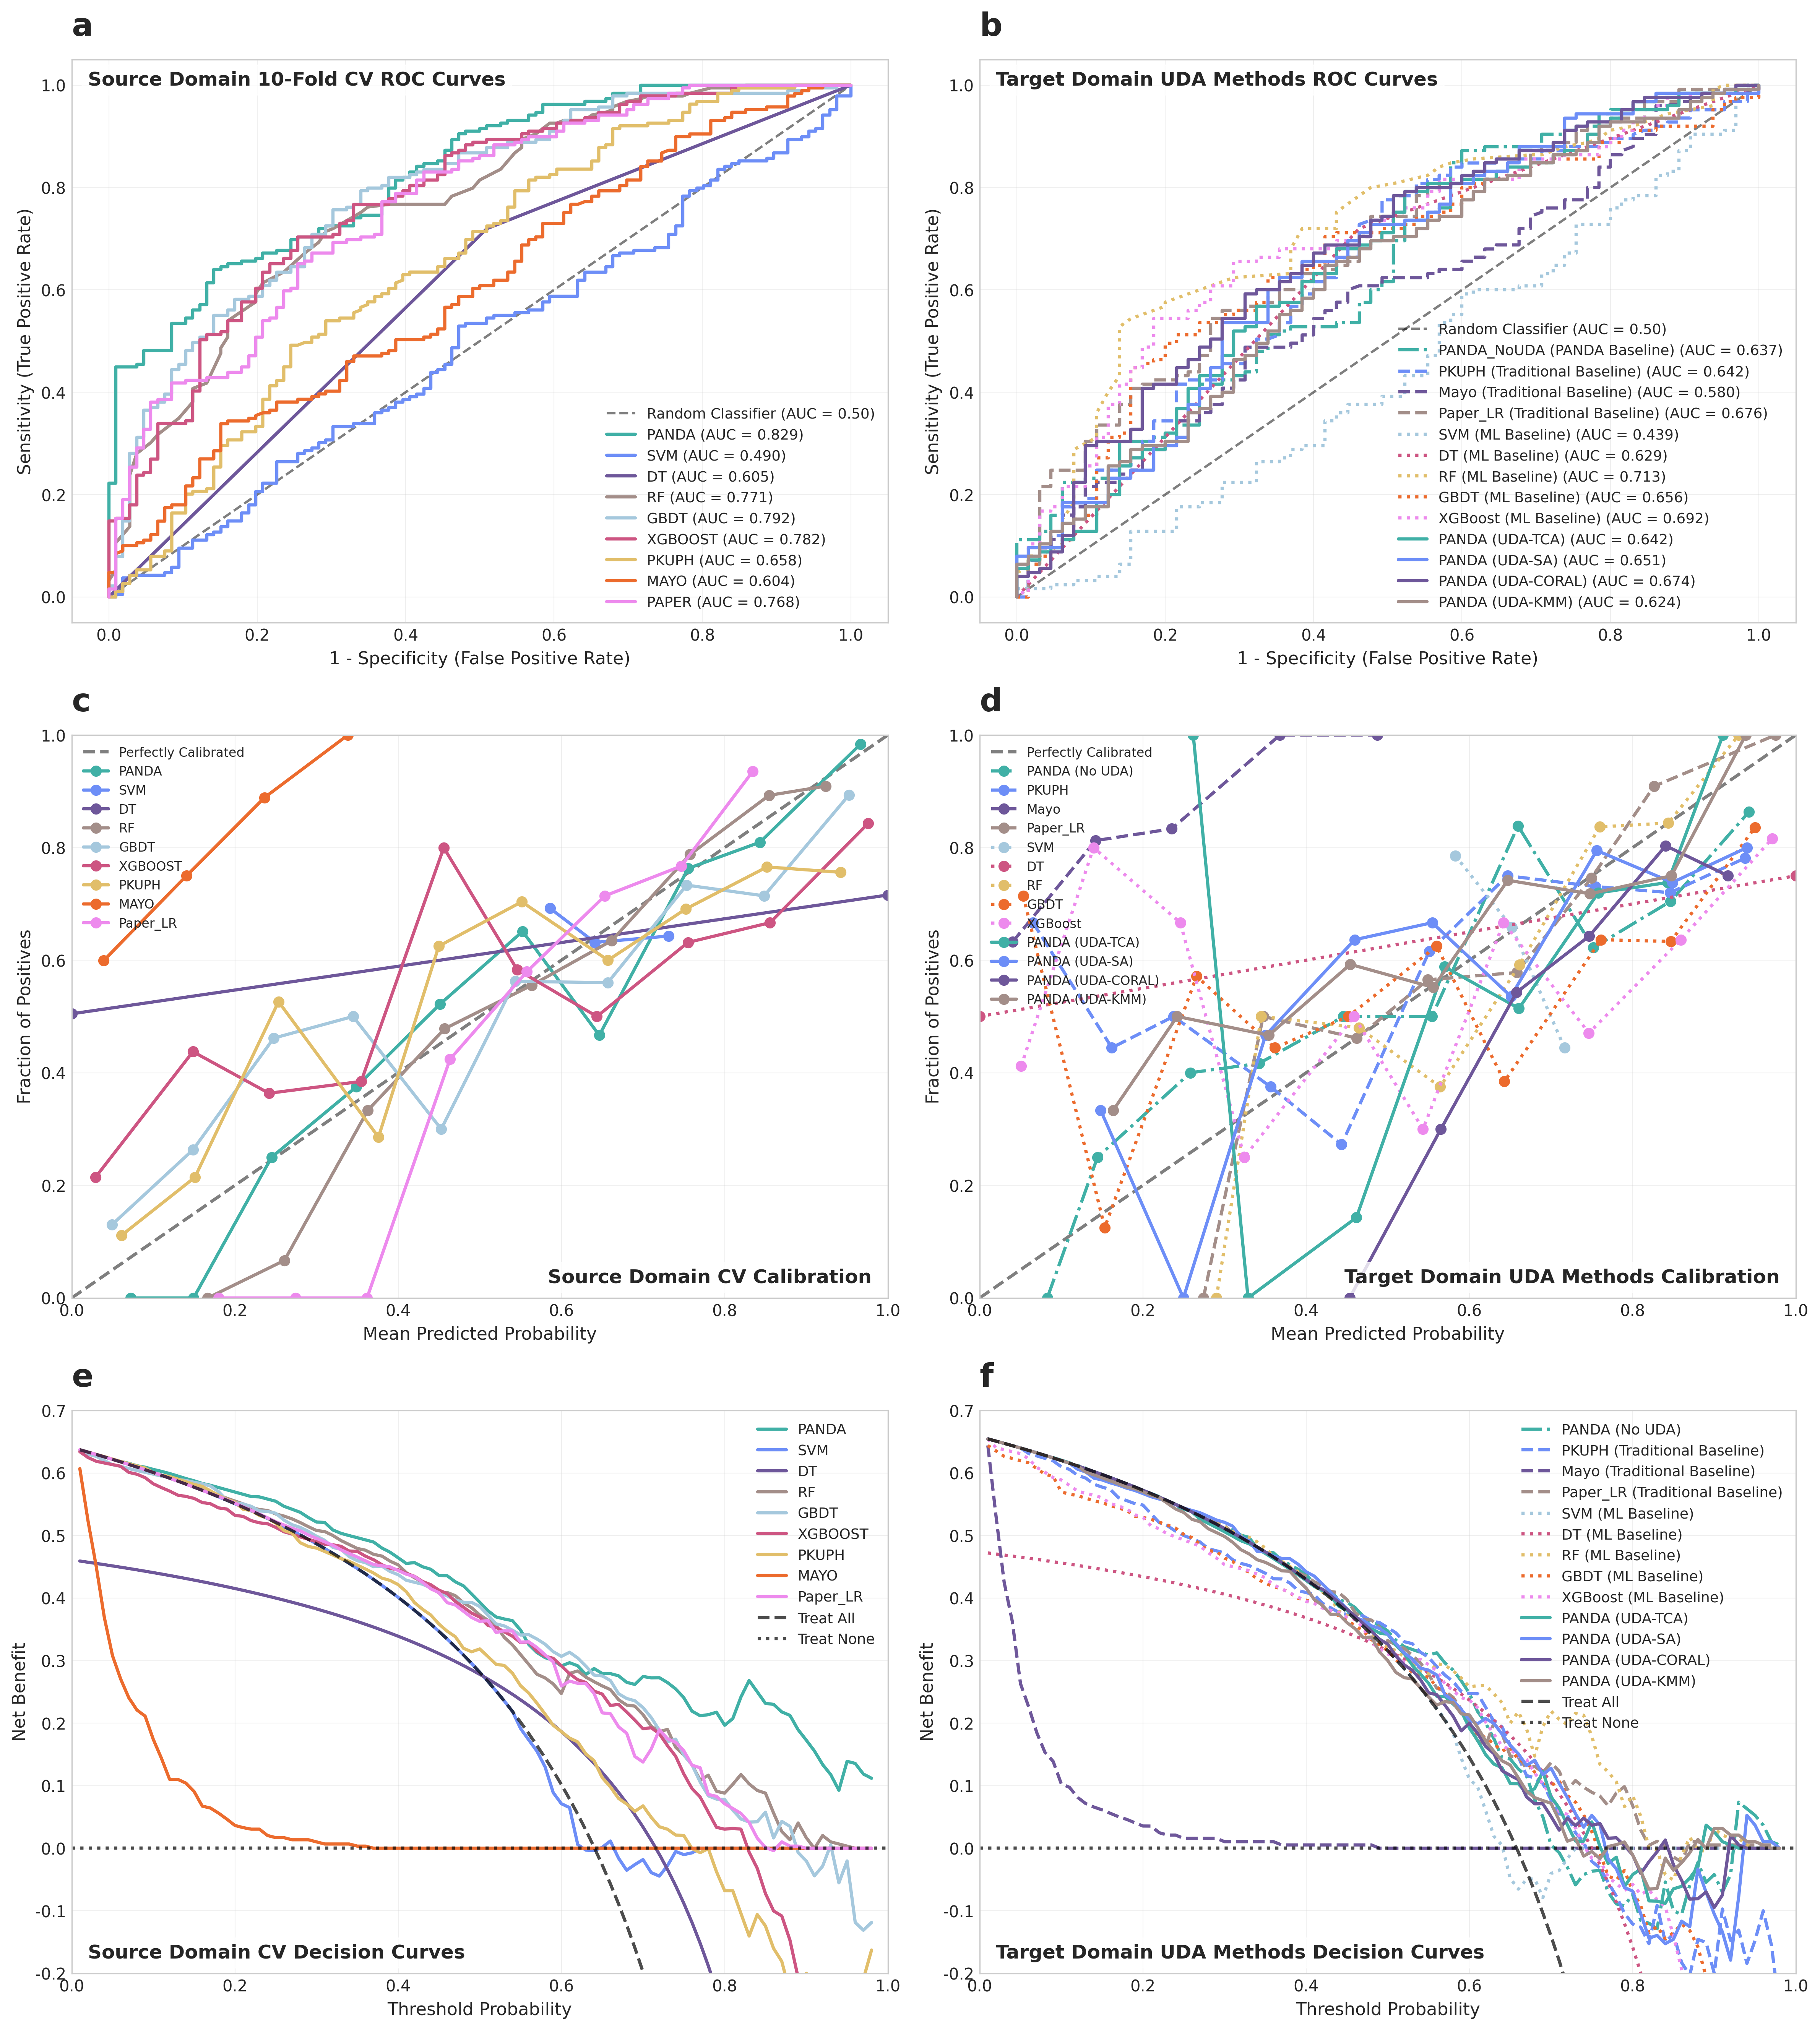 a
Source Domain 10-Fold CV ROC Curves
Sensitivity (True Positive Rate)
1.0
0.8
0.6
0.4
0.2
0.0
Random Classifier (AUC = 0.50)
PANDA (AUC = 0.829)
SVM (AUC = 0.490)
DT (AUC = 0.605)
RF (AUC = 0.771)
GBDT (AUC = 0.792)
XGBOOST (AUC = 0.782)
PKUPH (AUC = 0.658)
MAYO (AUC = 0.604)
PAPER (AUC = 0.768)
0.0 0.2 0.4 0.6 0.8 1.0
1 - Specificity (False Positive Rate)
b
Target Domain UDA Methods ROC Curves
Sensitivity (True Positive Rate)
1.0
0.8
0.6
0.4
0.2
0.0
Random Classifier (AUC = 0.50)
PANDA_NoUDA (PANDA Baseline) (AUC = 0.637)
PKUPH (Traditional Baseline) (AUC = 0.642)
Mayo (Traditional Baseline) (AUC = 0.580)
Paper_LR (Traditional Baseline) (AUC = 0.676)
SVM (ML Baseline) (AUC = 0.439)
DT (ML Baseline) (AUC = 0.629)
RF (ML Baseline) (AUC = 0.713)
GBDT (ML Baseline) (AUC = 0.656)
XGBoost (ML Baseline) (AUC = 0.692)
PANDA (UDA-TCA) (AUC = 0.642)
PANDA (UDA-SA) (AUC = 0.651)
PANDA (UDA-CORAL) (AUC = 0.674)
PANDA (UDA-KMM) (AUC = 0.624)
0.0 0.2 0.4 0.6 0.8 1.0
1 - Specificity (False Positive Rate)
c
Fraction of Positives
1.0
0.8
0.6
0.4
0.2
0.0
Perfectly Calibrated
PANDA
SVM
DT
RF
GBDT
XGBOOST
PKUPH
MAYO
Paper_LR
Source Domain CV Calibration
0.0 0.2 0.4 0.6 0.8 1.0
Mean Predicted Probability
d
Fraction of Positives
1.0
0.8
0.6
0.4
0.2
0.0
Perfectly Calibrated
PANDA (No UDA)
PKUPH
Mayo
Paper_LR
SVM
DT
RF
GBDT
XGBoost
PANDA (UDA-TCA)
PANDA (UDA-SA)
PANDA (UDA-CORAL)
PANDA (UDA-KMM)
Target Domain UDA Methods Calibration
0.0 0.2 0.4 0.6 0.8 1.0
Mean Predicted Probability
e
Net Benefit
0.7
0.6
0.5
0.4
0.3
0.2
0.1
0.0
-0.1
-0.2
PANDA
SVM
DT
RF
GBDT
XGBOOST
PKUPH
MAYO
Paper_LR
Treat All
Treat None
Source Domain CV Decision Curves
0.0 0.2 0.4 0.6 0.8 1.0
Threshold Probability
f
Net Benefit
0.7
0.6
0.5
0.4
0.3
0.2
0.1
0.0
-0.1
-0.2
PANDA (No UDA)
PKUPH (Traditional Baseline)
Mayo (Traditional Baseline)
Paper_LR (Traditional Baseline)
SVM (ML Baseline)
DT (ML Baseline)
RF (ML Baseline)
GBDT (ML Baseline)
XGBoost (ML Baseline)
PANDA (UDA-TCA)
PANDA (UDA-SA)
PANDA (UDA-CORAL)
PANDA (UDA-KMM)
Treat All
Treat None
Target Domain UDA Methods Decision Curves
0.0 0.2 0.4 0.6 0.8 1.0
Threshold Probability